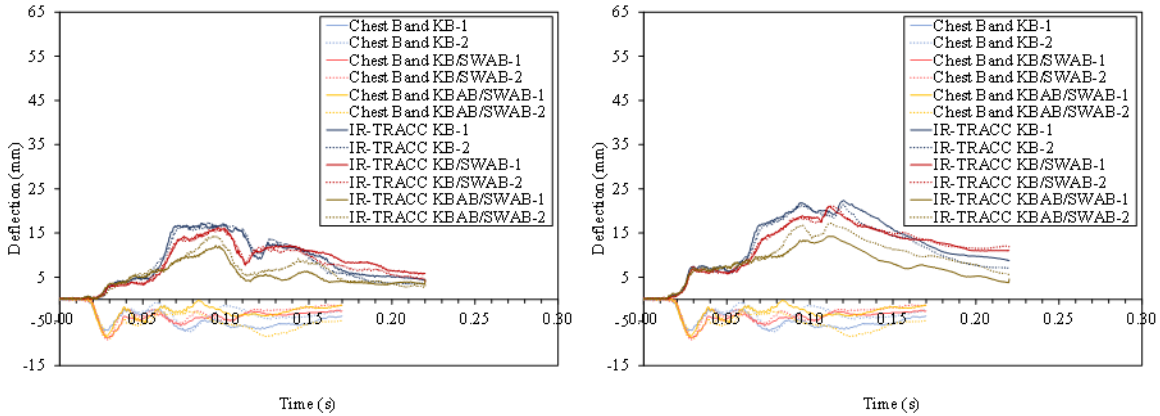 65
55
45
35
25
15
5
-5
-15
Deflection (mm)
0.00 0.05 0.10 0.15 0.20 0.25 0.30
Time (s)
Chest Band KB-1
Chest Band KB-2
Chest Band KB/SWAB-1
Chest Band KB/SWAB-2
Chest Band KBAB/SWAB-1
Chest Band KBAB/SWAB-2
IR-TRACC KB-1
IR-TRACC KB-2
IR-TRACC KB/SWAB-1
IR-TRACC KB/SWAB-2
IR-TRACC KBAB/SWAB-1
IR-TRACC KBAB/SWAB-2
65
55
45
35
25
15
5
-5
-15
Deflection (mm)
0.00 0.05 0.10 0.15 0.20 0.25 0.30
Time (s)
Chest Band KB-1
Chest Band KB-2
Chest Band KB/SWAB-1
Chest Band KB/SWAB-2
Chest Band KBAB/SWAB-1
Chest Band KBAB/SWAB-2
IR-TRACC KB-1
IR-TRACC KB-2
IR-TRACC KB/SWAB-1
IR-TRACC KB/SWAB-2
IR-TRACC KBAB/SWAB-1
IR-TRACC KBAB/SWAB-2